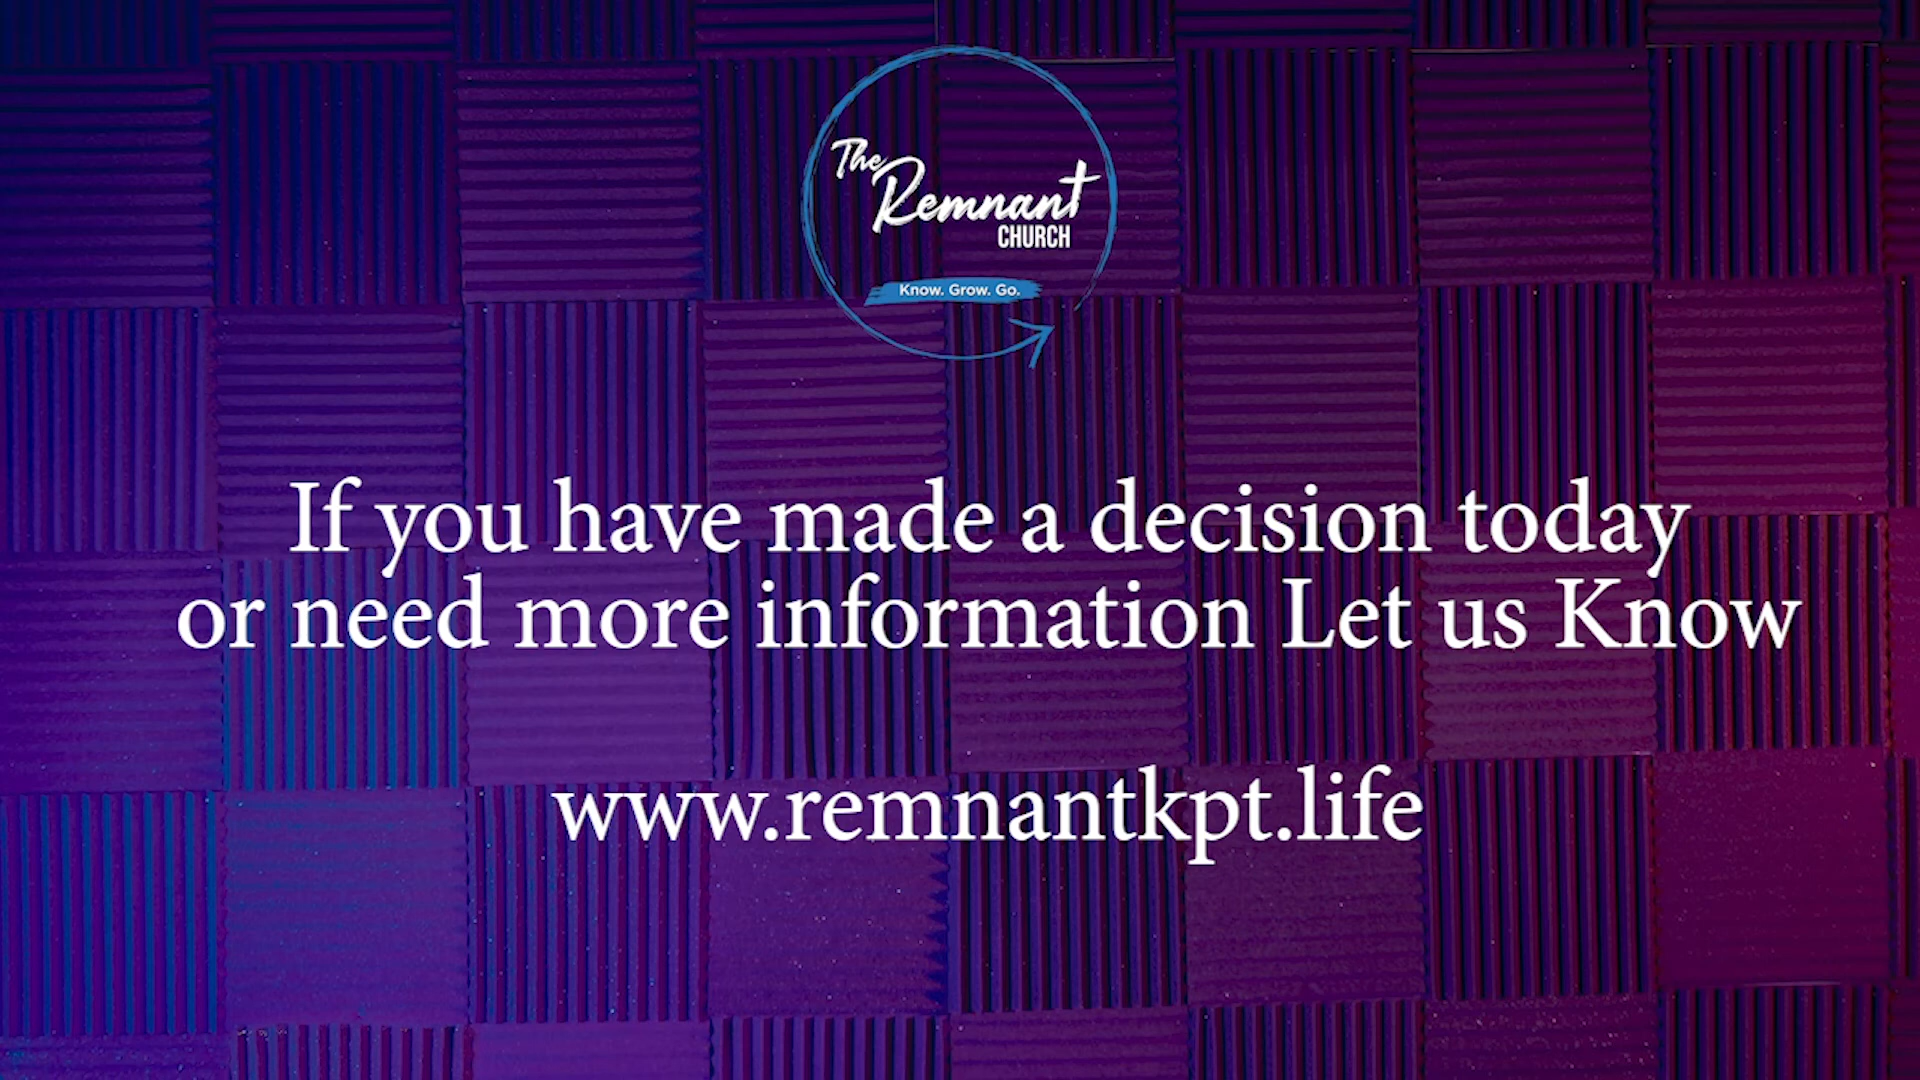 The
Remnant
CHURCH
Know. Grow. Go.
If you have made a decision today
or need more information Let us Know
www.remnantkpt.life